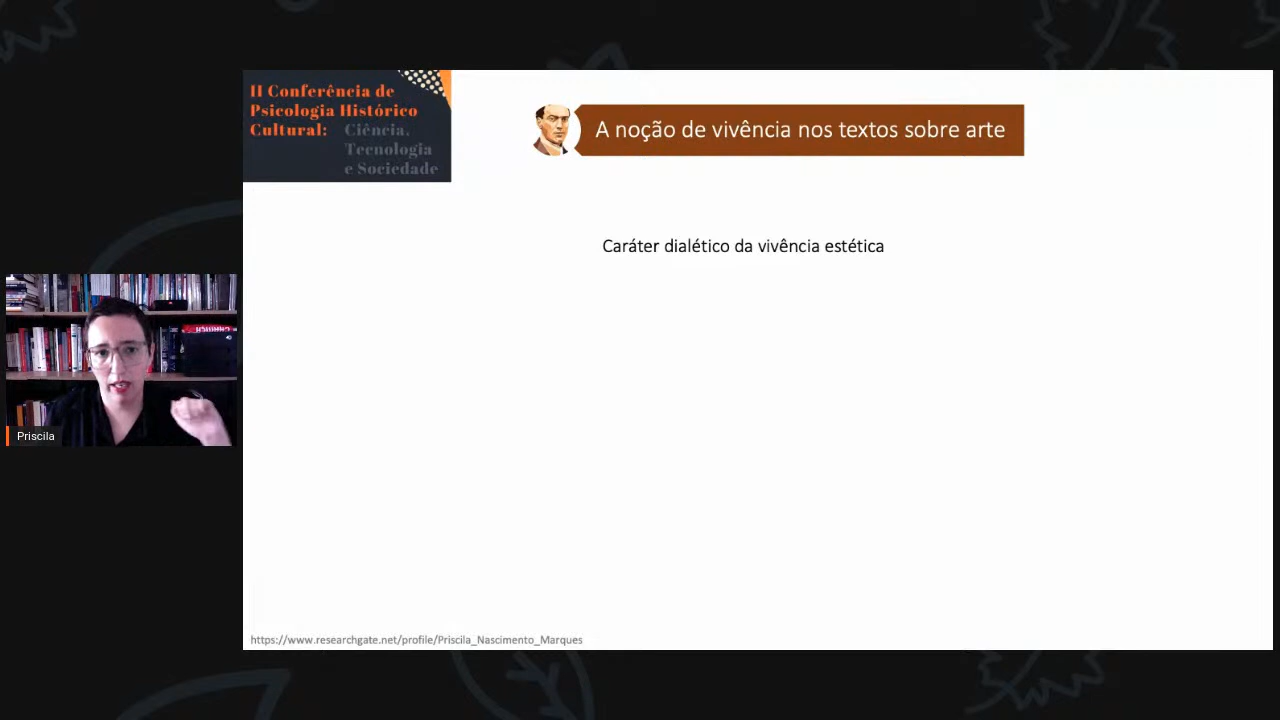 II Conferência de
Psicologia Histórico
Cultural: Ciência,
Tecnologia
e Sociedade
A noção de vivência nos textos sobre arte
Caráter dialético da vivência estética
Priscila
https://www.researchgate.net/profile/Priscila_Nascimento_Marques